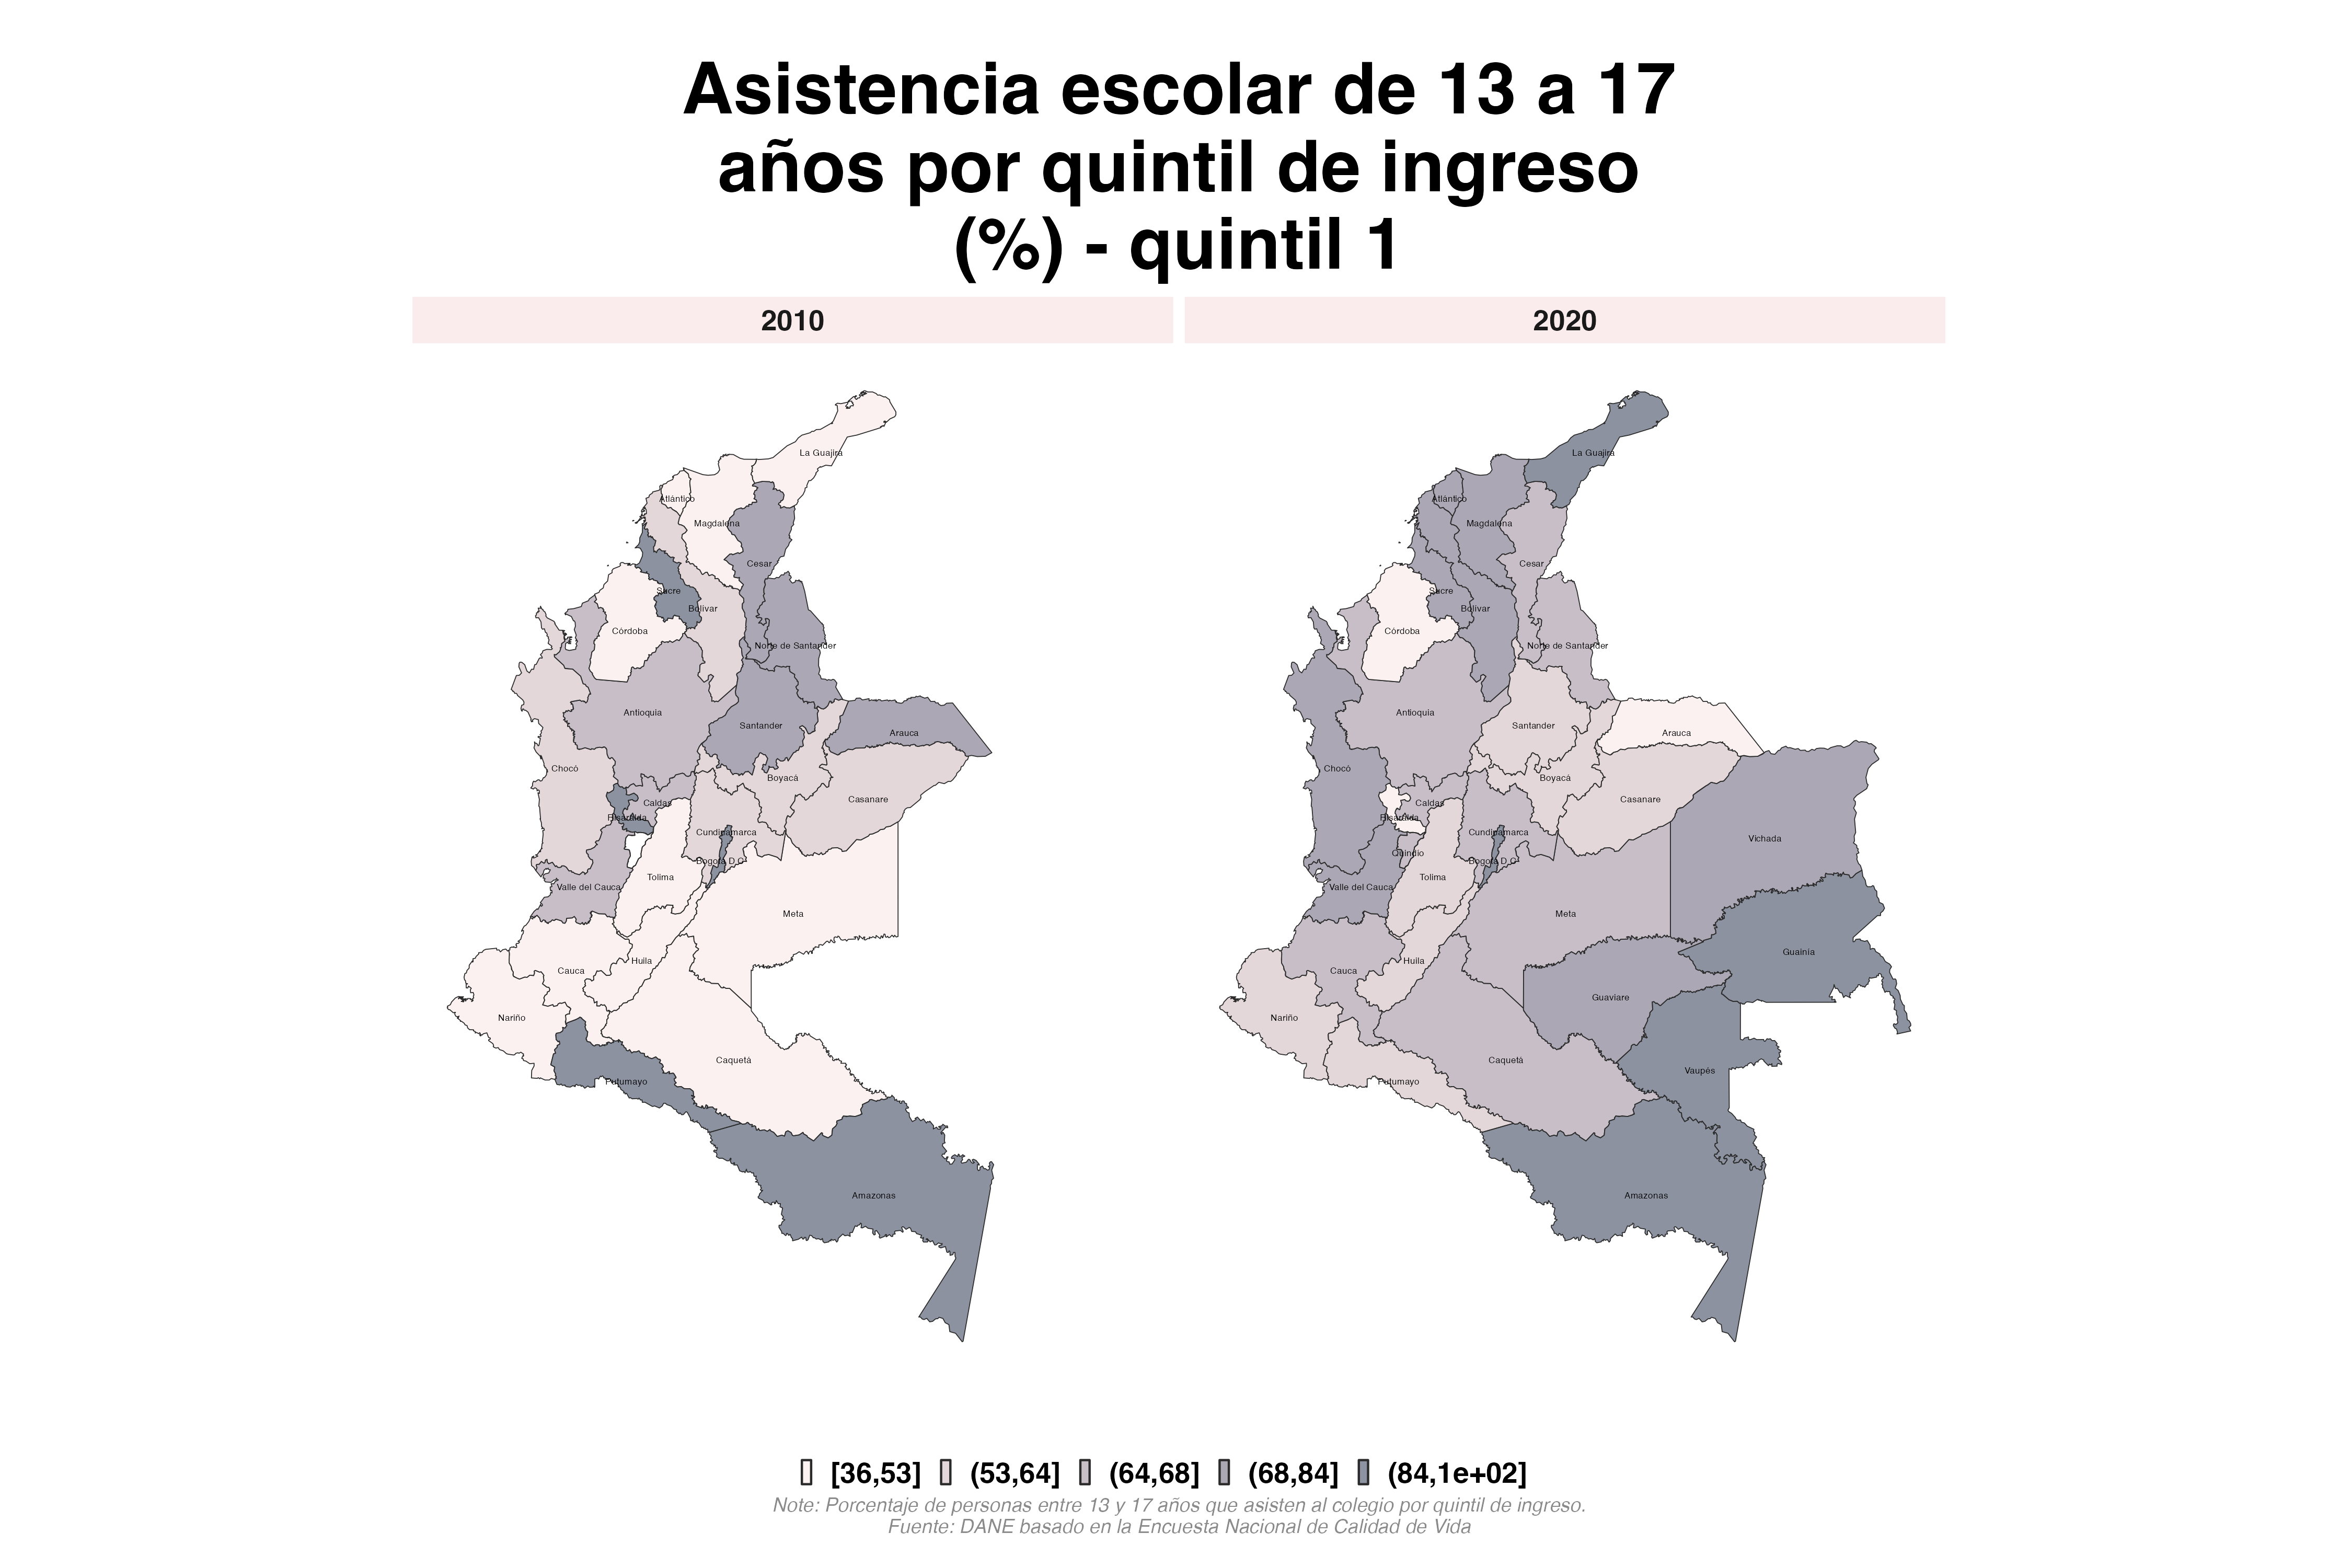 Asistencia escolar de 13 a 17
años por quintil de ingreso
(%) - quintil 1
2010
2020
La Guajira
Atlántico
Magdalena
Cesar
Sucre
Bolívar
Córdoba
Norte de Santander
Antioquia
Santander
Arauca
Chocó
Boyacá
Caldas
Casanare
Risaralda
Cundinamarca
Bogotá D.C.
Tolima
Valle del Cauca
Meta
Huila
Cauca
Nariño
Caquetá
Putumayo
Amazonas
La Guajira
Atlántico
Magdalena
Cesar
Sucre
Bolívar
Córdoba
Norte de Santander
Antioquia
Santander
Arauca
Chocó
Boyacá
Caldas
Casanare
Risaralda
Cundinamarca
Vichada
Quindío
Bogotá D.C.
Tolima
Valle del Cauca
Meta
Guainía
Huila
Cauca
Guaviare
Nariño
Caquetá
Vaupés
Putumayo
Amazonas
[36,53] (53,64] (64,68] (68,84] (84,1e+02]
Note: Porcentaje de personas entre 13 y 17 años que asisten al colegio por quintil de ingreso.
Fuente: DANE basado en la Encuesta Nacional de Calidad de Vida